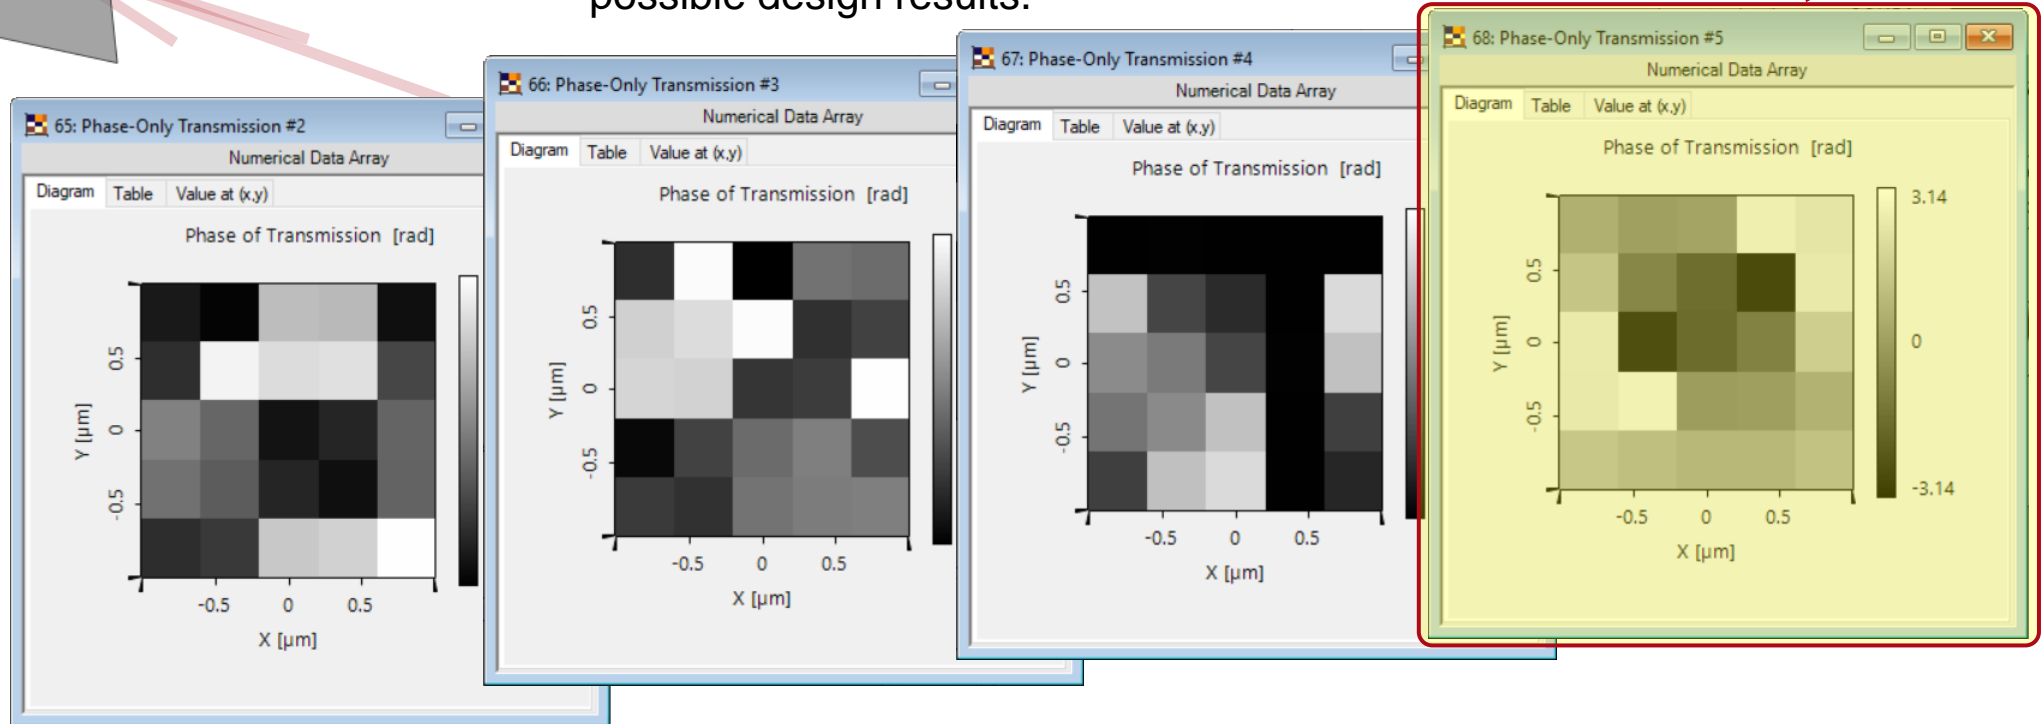 possible design results.
65: Phase-Only Transmission #2
Numerical Data Array
Diagram Table Value at (x,y)
Phase of Transmission [rad]
0.5
0
-0.5
Y [µm]
-0.5 0 0.5
X [µm]
66: Phase-Only Transmission #3
Numerical Data Array
Diagram Table Value at (x,y)
Phase of Transmission [rad]
0.5
0
-0.5
Y [µm]
-0.5 0 0.5
X [µm]
67: Phase-Only Transmission #4
Numerical Data Array
Diagram Table Value at (x,y)
Phase of Transmission [rad]
0.5
0
-0.5
Y [µm]
-0.5 0 0.5
X [µm]
68: Phase-Only Transmission #5
Numerical Data Array
Diagram Table Value at (x,y)
Phase of Transmission [rad]
3.14
0
-3.14
0.5
0
-0.5
Y [µm]
-0.5 0 0.5
X [µm]